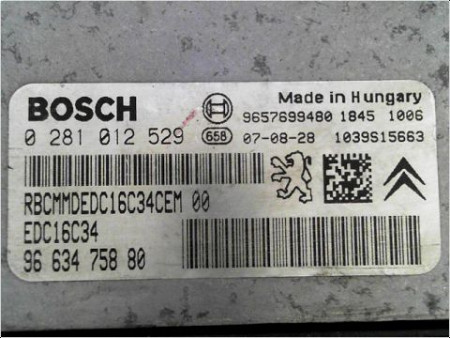 BOSCH
Made in Hungary
9657699480 1845 1006
0 281 012 529
658
07-08-28 1039S15663
RBCMMDEDC16C34CEM 00
EDC16C34
96 634 758 80